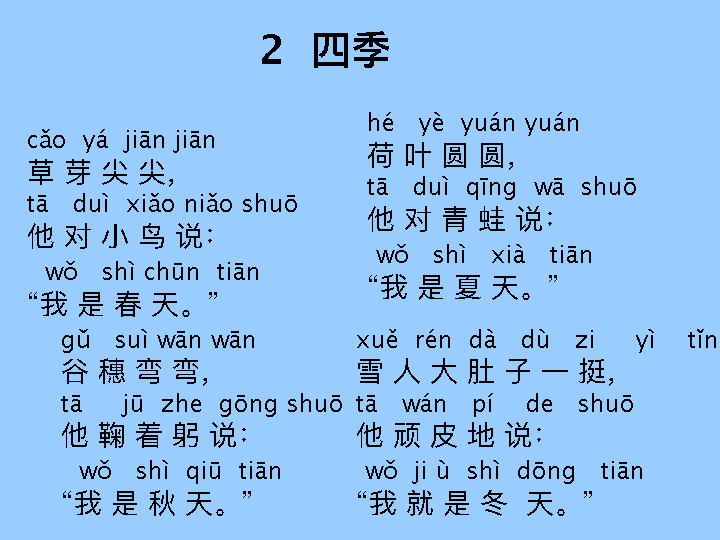 2 四季
cǎo yá jiān jiān
草芽尖尖，
tā duì xiǎo niǎo shuō
他对小鸟说：
wǒ shì chūn tiān
“我是春天。”
hé yè yuán yuán
荷叶圆圆，
tā duì qīng wā shuō
他对青蛙说：
wǒ shì xià tiān
“我是夏天。”
gǔ suì wān wān
谷穗弯弯，
tā jū zhe gōng shuō
他鞠着躬说：
wǒ shì qiū tiān
“我是秋天。”
xuě rén dà dù zi yì tǐn
雪人大肚子一挺，
tā wán pí de shuō
他顽皮地说：
wǒ ji ù shì dōng tiān
“我就是冬 天。”